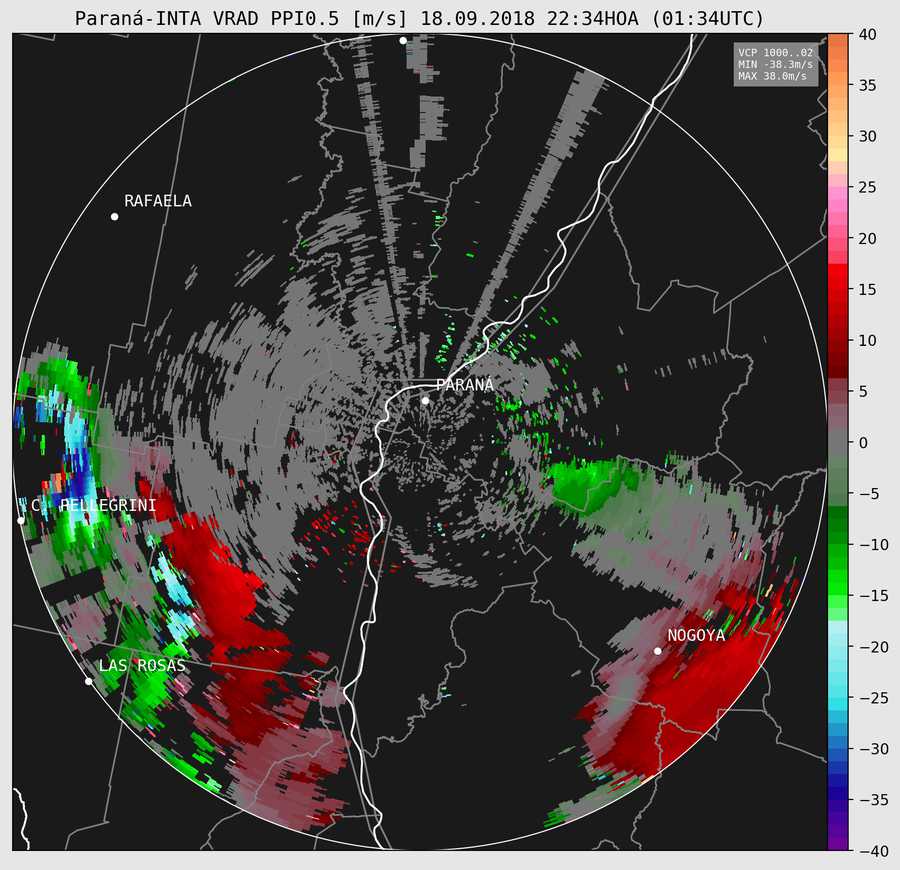 Paraná-INTA VRAD PPI0.5 [m/s] 18.09.2018 22:34HOA (01:34UTC)
VCP 1000..02
MIN -38.3m/s
MAX 38.0m/s
RAFAELA
PARANÁ
C. PELLEGRINI
NOGOYA
LAS ROSAS
40
35
30
25
20
15
10
5
0
−5
−10
−15
−20
−25
−30
−35
−40